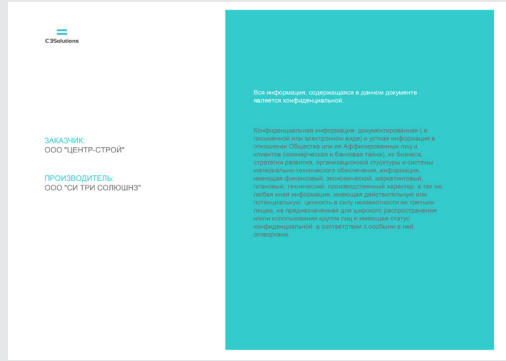 C3Solutions
ЗАКАЗЧИК:
ООО "ЦЕНТР-СТРОЙ"
ПРОИЗВОДИТЕЛЬ:
ООО "СИ ТРИ СОЛЮШНЗ"
Вся информация, содержащаяся в данном документе
является конфиденциальной.
Конфиденциальная информация: документированная ( в
письменной или электронном виде) и устная информация в
отношении Общества или ее Аффилированных лиц и
клиентов (коммерческая и банковая тайна), их бизнеса,
стратегии развития, организационной структуры и системы
материально-технического обеспечения, информация,
имеющая финансовый, экономический, маркетинговый,
плановый, технический, производственный характер, а так же
любая иная информация, имеющая действительную или
потенциальную ценность в силу неизвестности ее третьим
лицам, не предназначенная для широкого распространения
и/или использования кругом лиц и имеющая статус
конфиденциальной в соответствии с особыми в ней
оговорками.